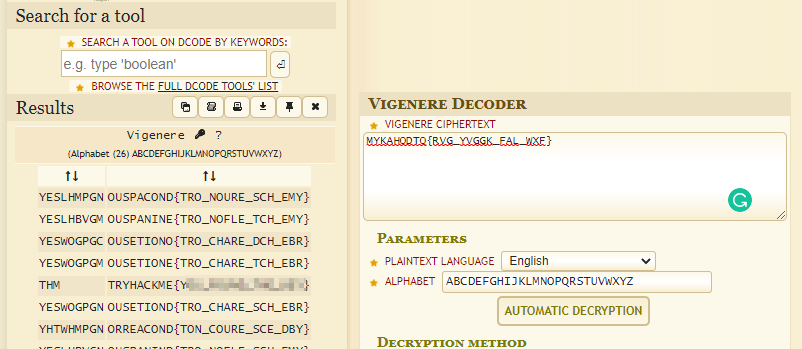 Search for a tool
SEARCH A TOOL ON DCODE BY KEYWORDS:
e.g. type 'boolean'
BROWSE THE FULL DCODE TOOLS' LIST
Results
Vigenere ?
(Alphabet (26) ABCDEFGHIJKLMNOPQRSTUVWXYZ)
↑↓ ↑↓
YESLHMPGN OUSPACOND{TRO_NOURE_SCH_EMY}
YESLHBVGM OUSPANINE{TRO_NOFLE_TCH_EMY}
YESWOGPGC OUSETIONO{TRO_CHARE_DCH_EBR}
YESWOGPGM OUSETIONE{TRO_CHARE_TCH_EBR}
THM TRYHACKME{Y }
YESWOGPGN OUSETIOND{TRO_CHARE_SCH_EBR}
YHTWHMPGN ORREACOND{TON_COURE_SCE_DBY}
VIGENERE DECODER
VIGENERE CIPHERTEXT
MYKAHODTQ{RVG_YVGGK_FAL_WXF}
PARAMETERS
PLAINTEXT LANGUAGE English
ALPHABET ABCDEFGHIJKLMNOPQRSTUVWXYZ
AUTOMATIC DECRYPTION
DECRYPTION METHOD